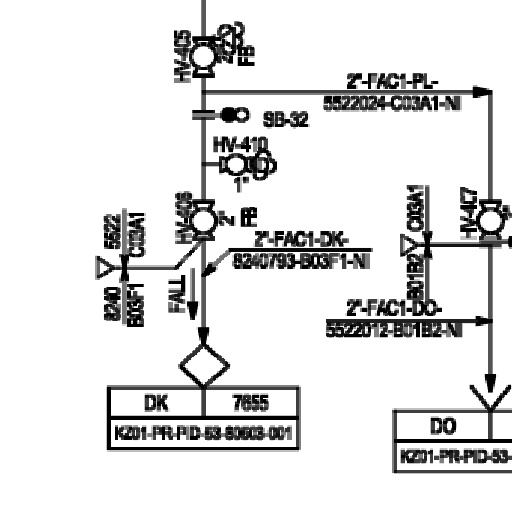 HV-405
FB
2"-FAC1-PL-
5522024-C03A1-NI
SB-32
HV-410
1"
HV-406
2"
FB
HV-407
5522
C03A1
8240
B03F1
2"-FAC1-DK-
8240793-B03F1-NI
FALL
C03A1
B01B2
2"-FAC1-DO-
5522012-B01B2-NI
DK 7655
KZ01-PR-PID-53-80603-001
DO
KZ01-PR-PID-53-